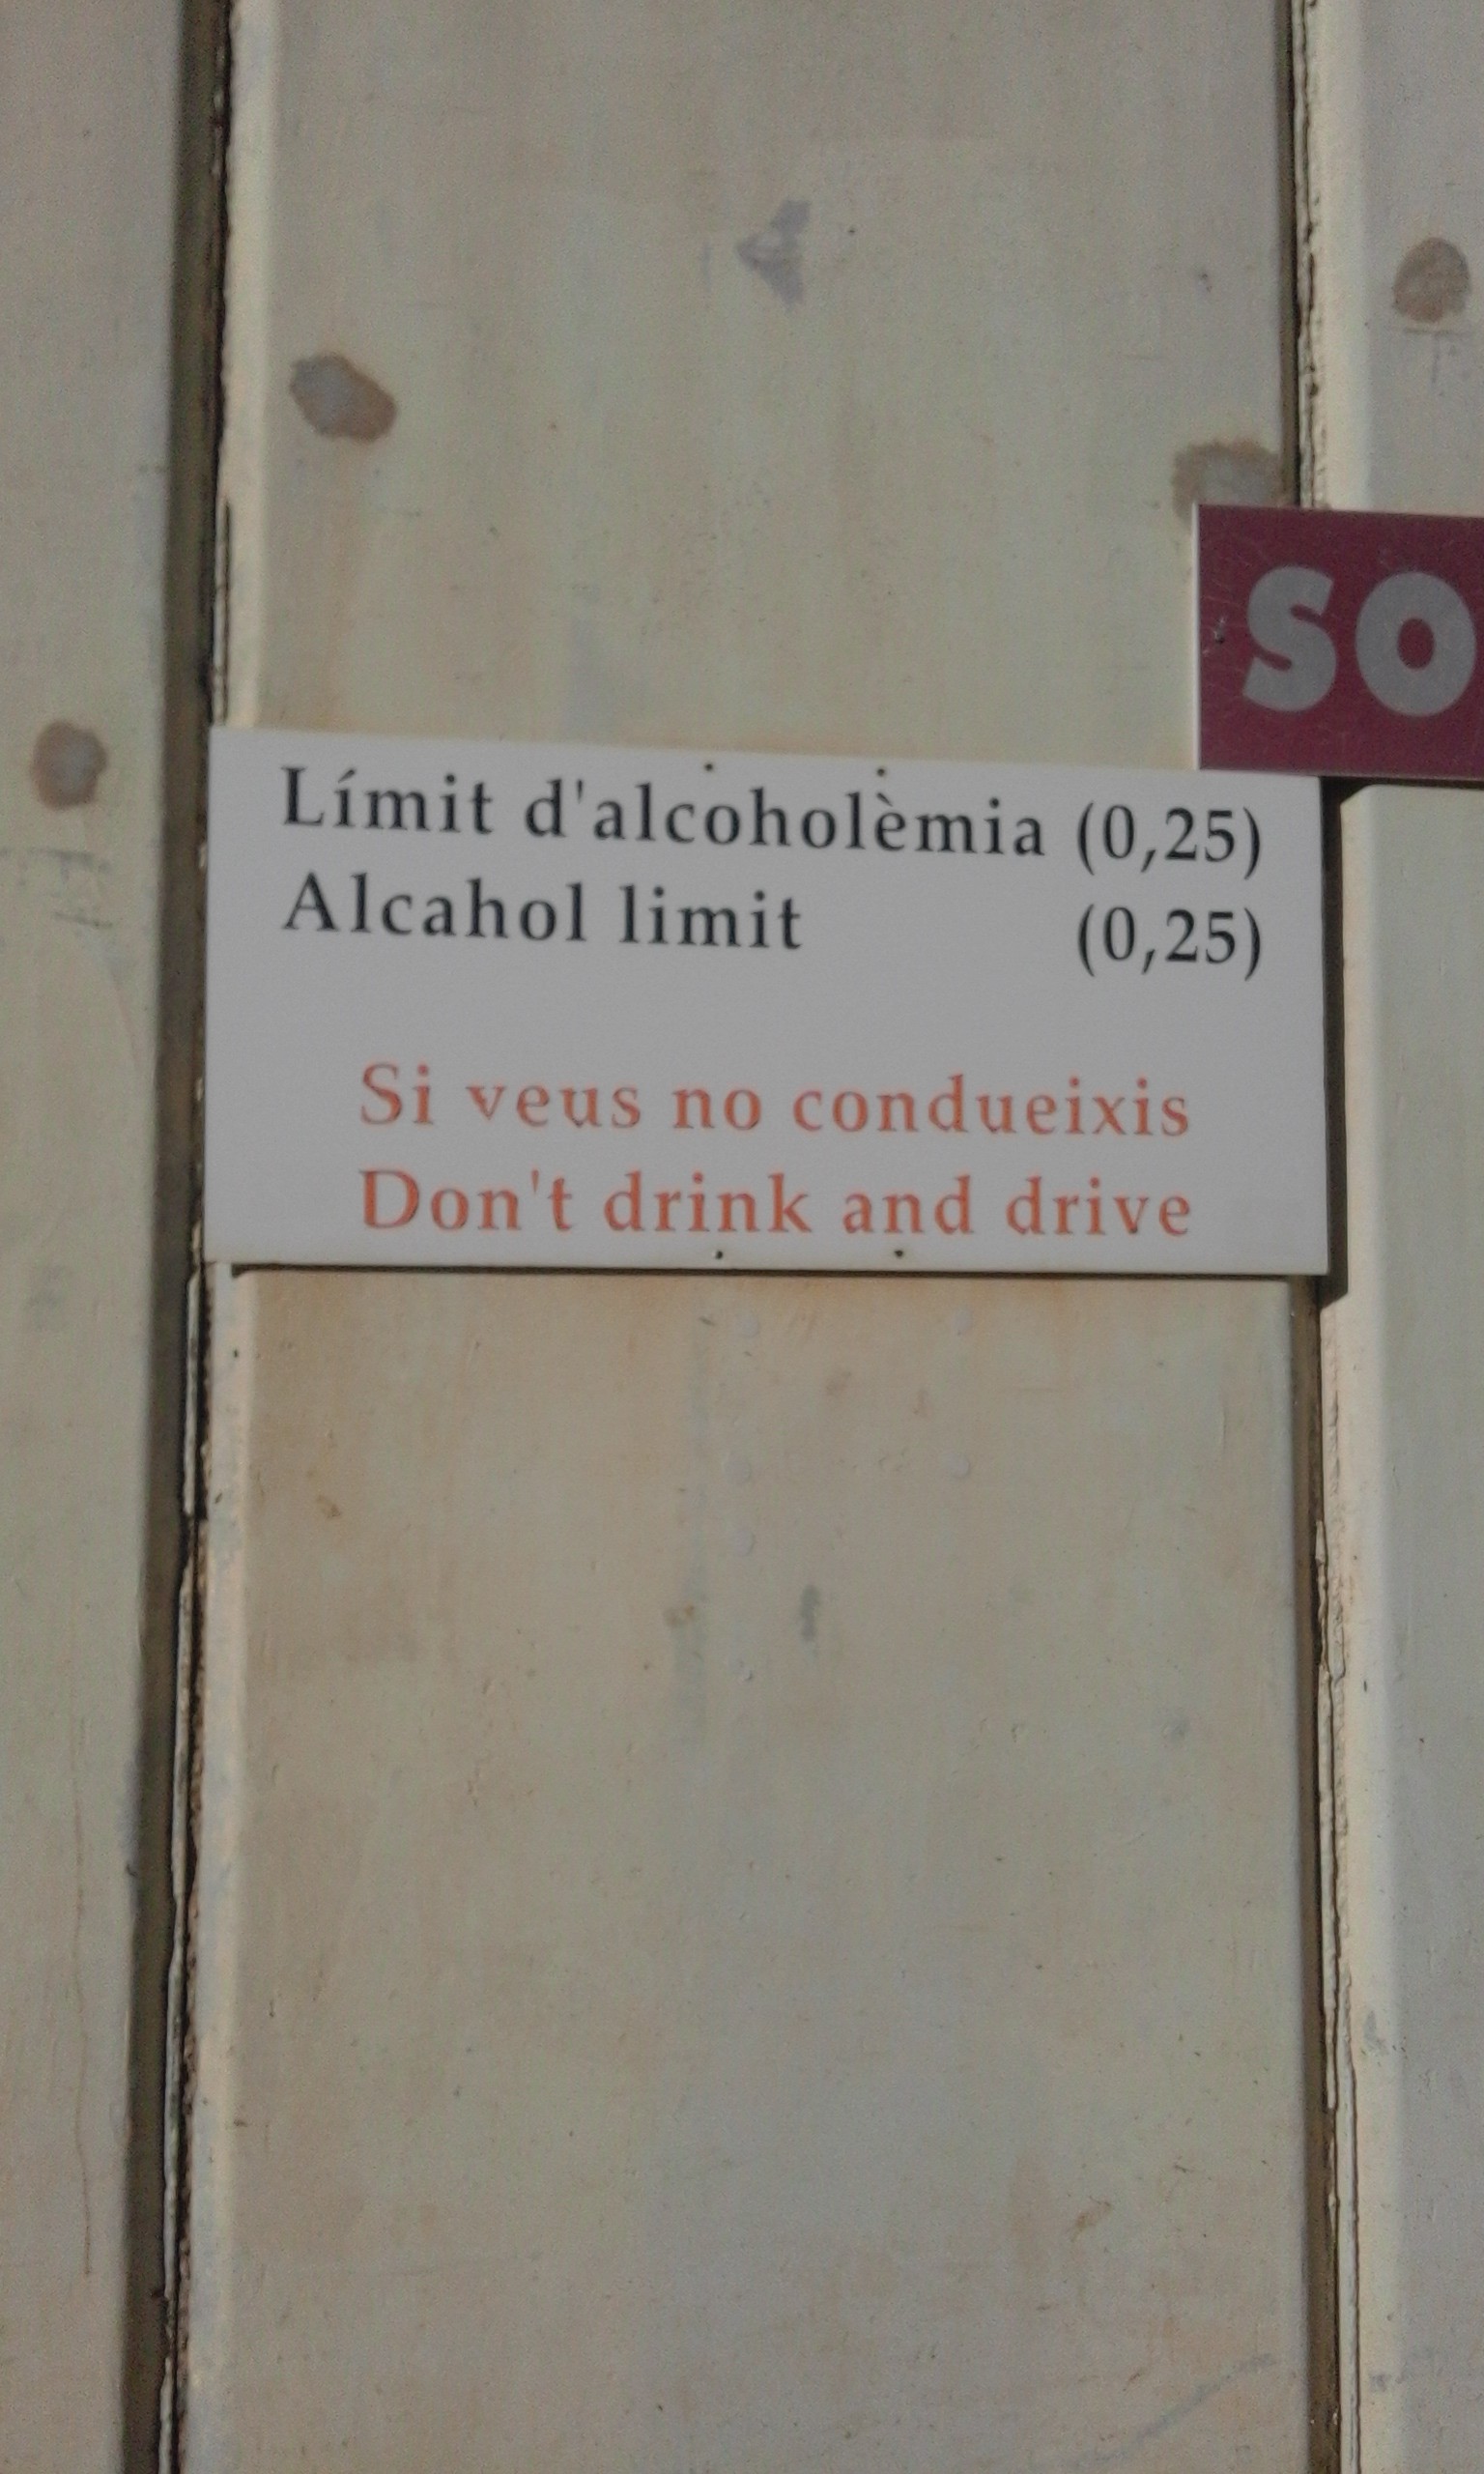 SO
Límit d'alcoholèmia (0,25)
Alcahol limit (0,25)
Si veus no condueixis
Don't drink and drive